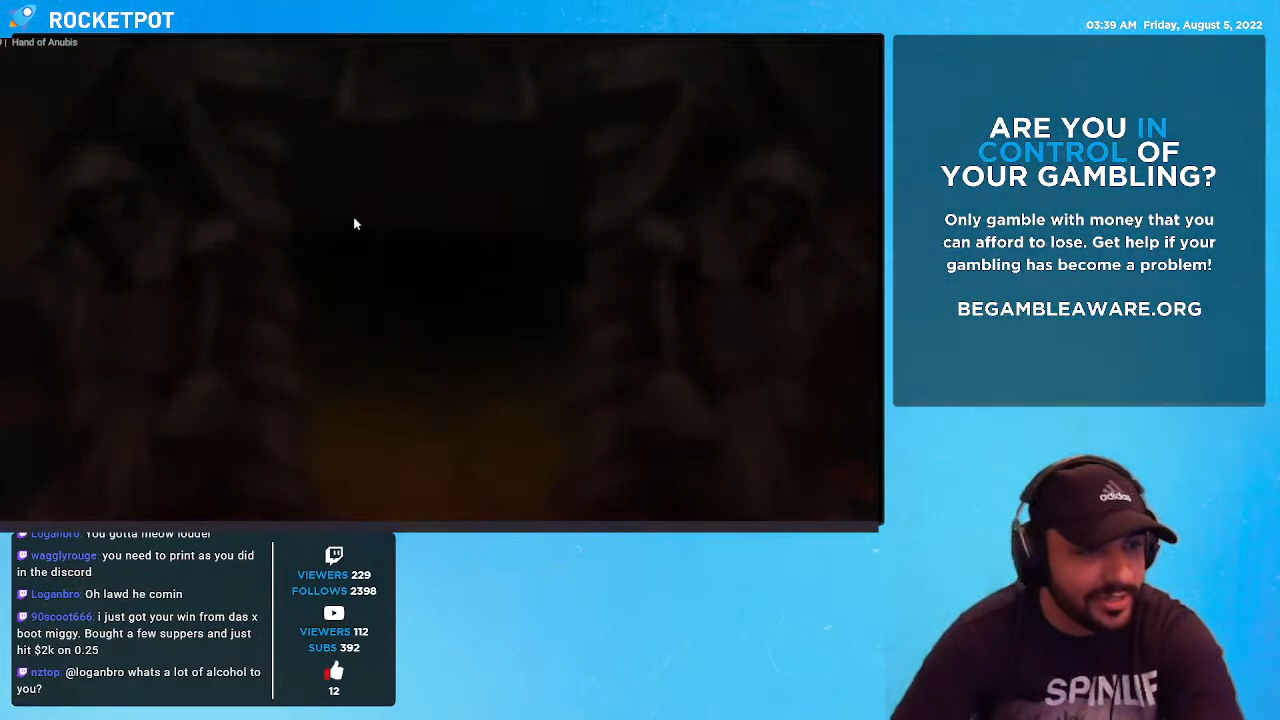 ROCKETPOT
03:39 AM Friday, August 5, 2022
| Hand of Anubis
ARE YOU IN
CONTROL OF
YOUR GAMBLING?
Only gamble with money that you
can afford to lose. Get help if your
gambling has become a problem!
BEGAMBLEAWARE.ORG
Loganbro: You gotta meow louder
wagglyrouge: you need to print as you did
in the discord
Loganbro: Oh lawd he comin
90scoot666: i just got your win from das x
boot miggy. Bought a few suppers and just
hit $2k on 0.25
nztop: @loganbro whats a lot of alcohol to
you?
VIEWERS 229
FOLLOWS 2398
VIEWERS 112
SUBS 392
12
adidas